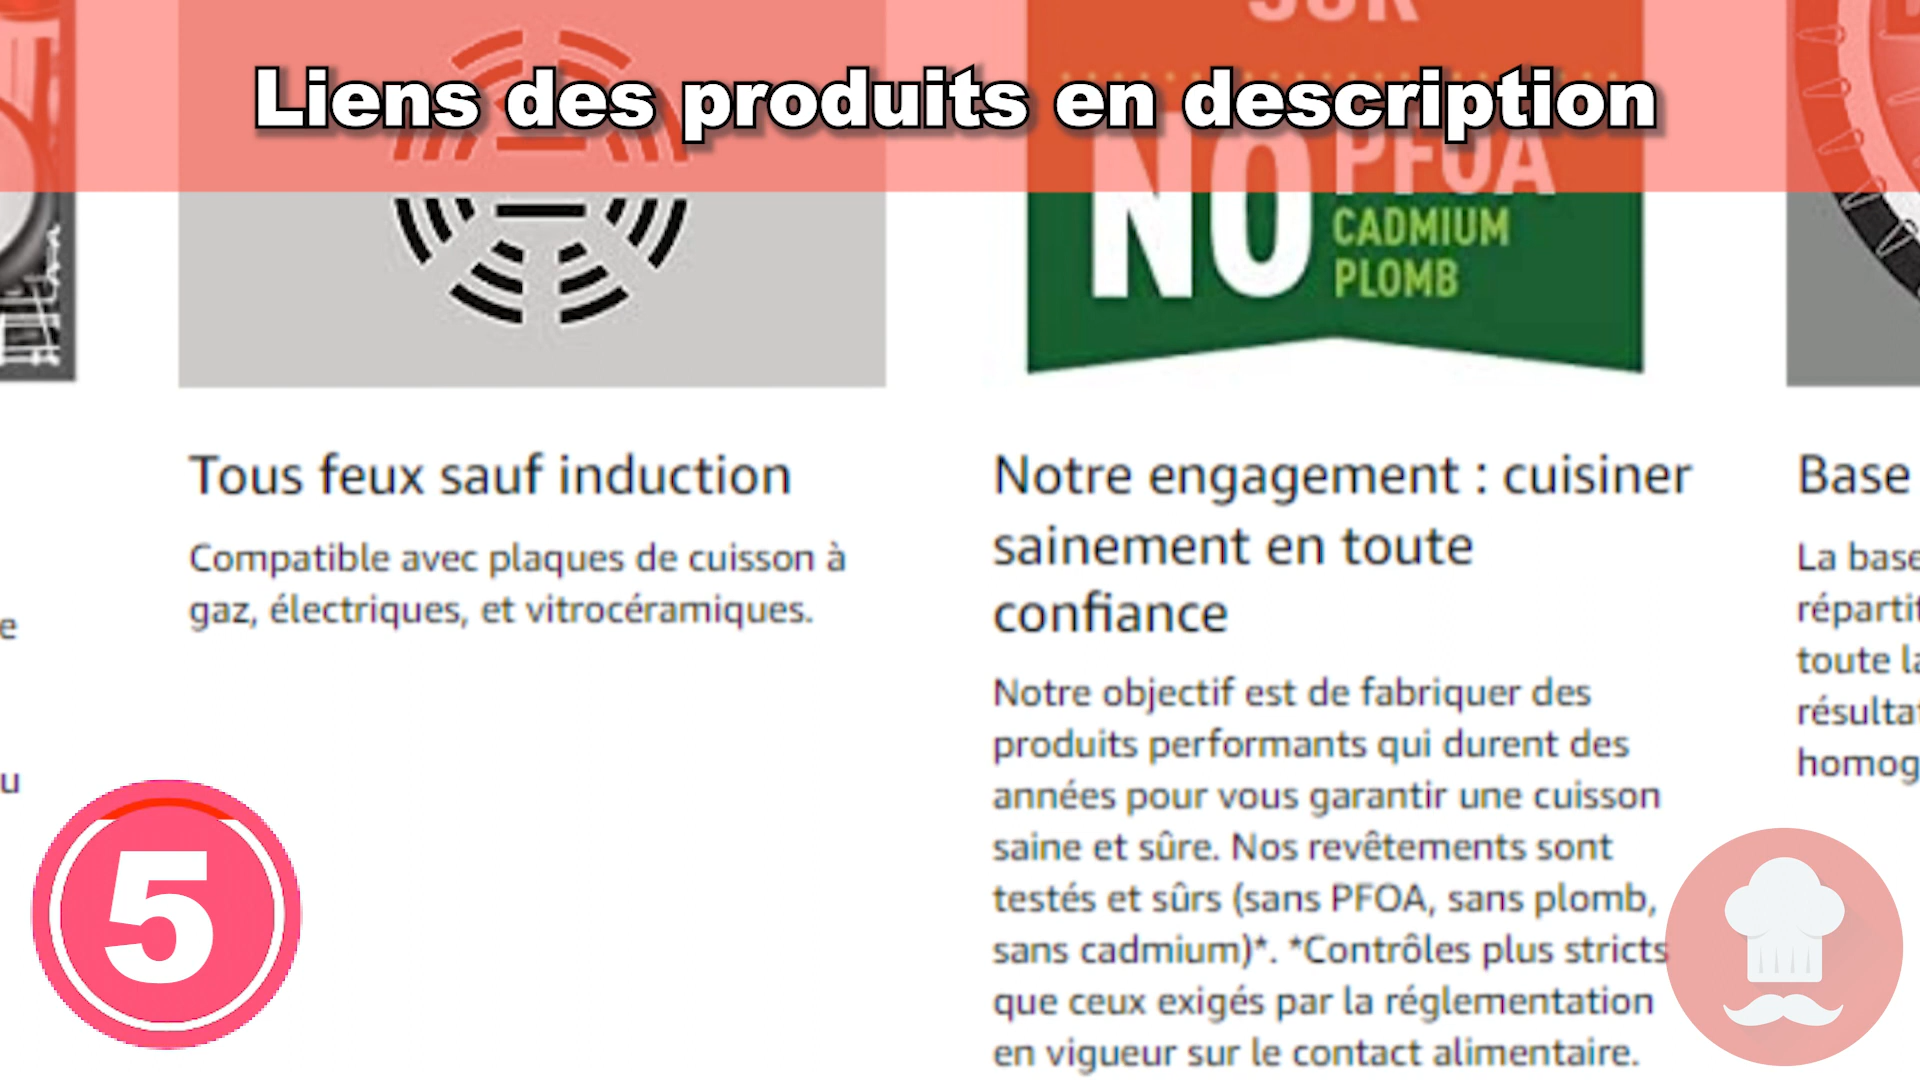 SÛR
Liens des produits en description
NO PFOA
CADMIUM
PLOMB
Tous feux sauf induction
Compatible avec plaques de cuisson à
gaz, électriques, et vitrocéramiques.
Notre engagement : cuisiner
sainement en toute
confiance
Notre objectif est de fabriquer des
produits performants qui durent des
années pour vous garantir une cuisson
saine et sûre. Nos revêtements sont
testés et sûrs (sans PFOA, sans plomb,
sans cadmium)*. *Contrôles plus stricts
que ceux exigés par la réglementation
en vigueur sur le contact alimentaire.
Base
La base
toute
e
u
5